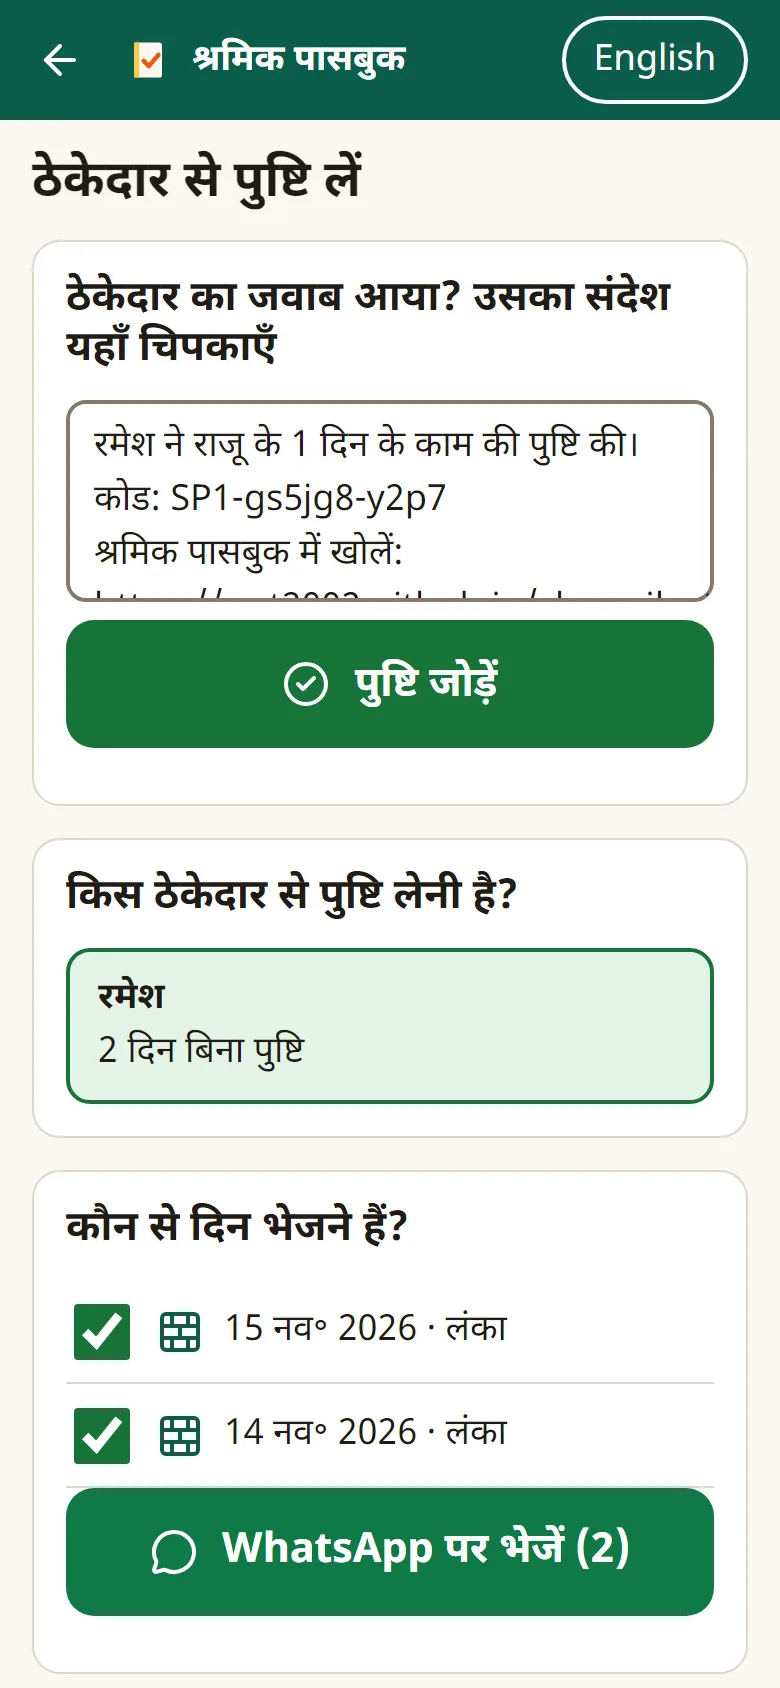 श्रमिक पासबुक
English
ठेकेदार से पुष्टि लें
ठेकेदार का जवाब आया? उसका संदेश
यहाँ चिपकाएँ
रमेश ने राजू के 1 दिन के काम की पुष्टि की।
कोड: SP1-gs5jg8-y2p7
श्रमिक पासबुक में खोलें:
पुष्टि जोड़ें
किस ठेकेदार से पुष्टि लेनी है?
रमेश
2 दिन बिना पुष्टि
कौन से दिन भेजने हैं?
15 नव॰ 2026 · लंका
14 नव॰ 2026 · लंका
WhatsApp पर भेजें (2)